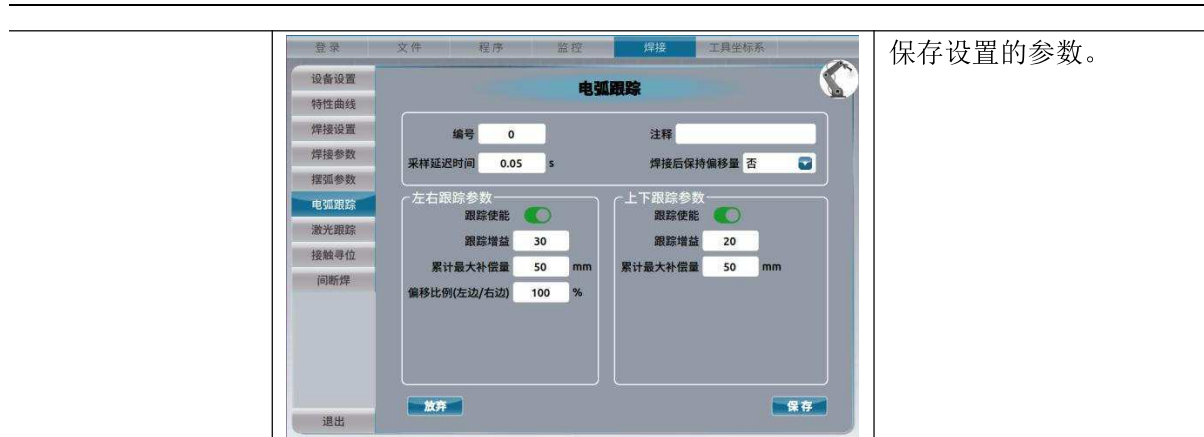 登录 文件 程序 监控 焊接 工具坐标系
保存设置的参数。
设备设置
特性曲线
焊接设置
焊接参数
摆弧参数
电弧跟踪
激光跟踪
接触寻位
间断焊
退出
电弧跟踪
编号 0 注释
采样延迟时间 0.05 s 焊接后保持偏移量 否
左右跟踪参数
跟踪使能
跟踪增益 30
累计最大补偿量 50 mm
偏移比例(左边/右边) 100 %
上下跟踪参数
跟踪使能
跟踪增益 20
累计最大补偿量 50 mm
放弃 保存